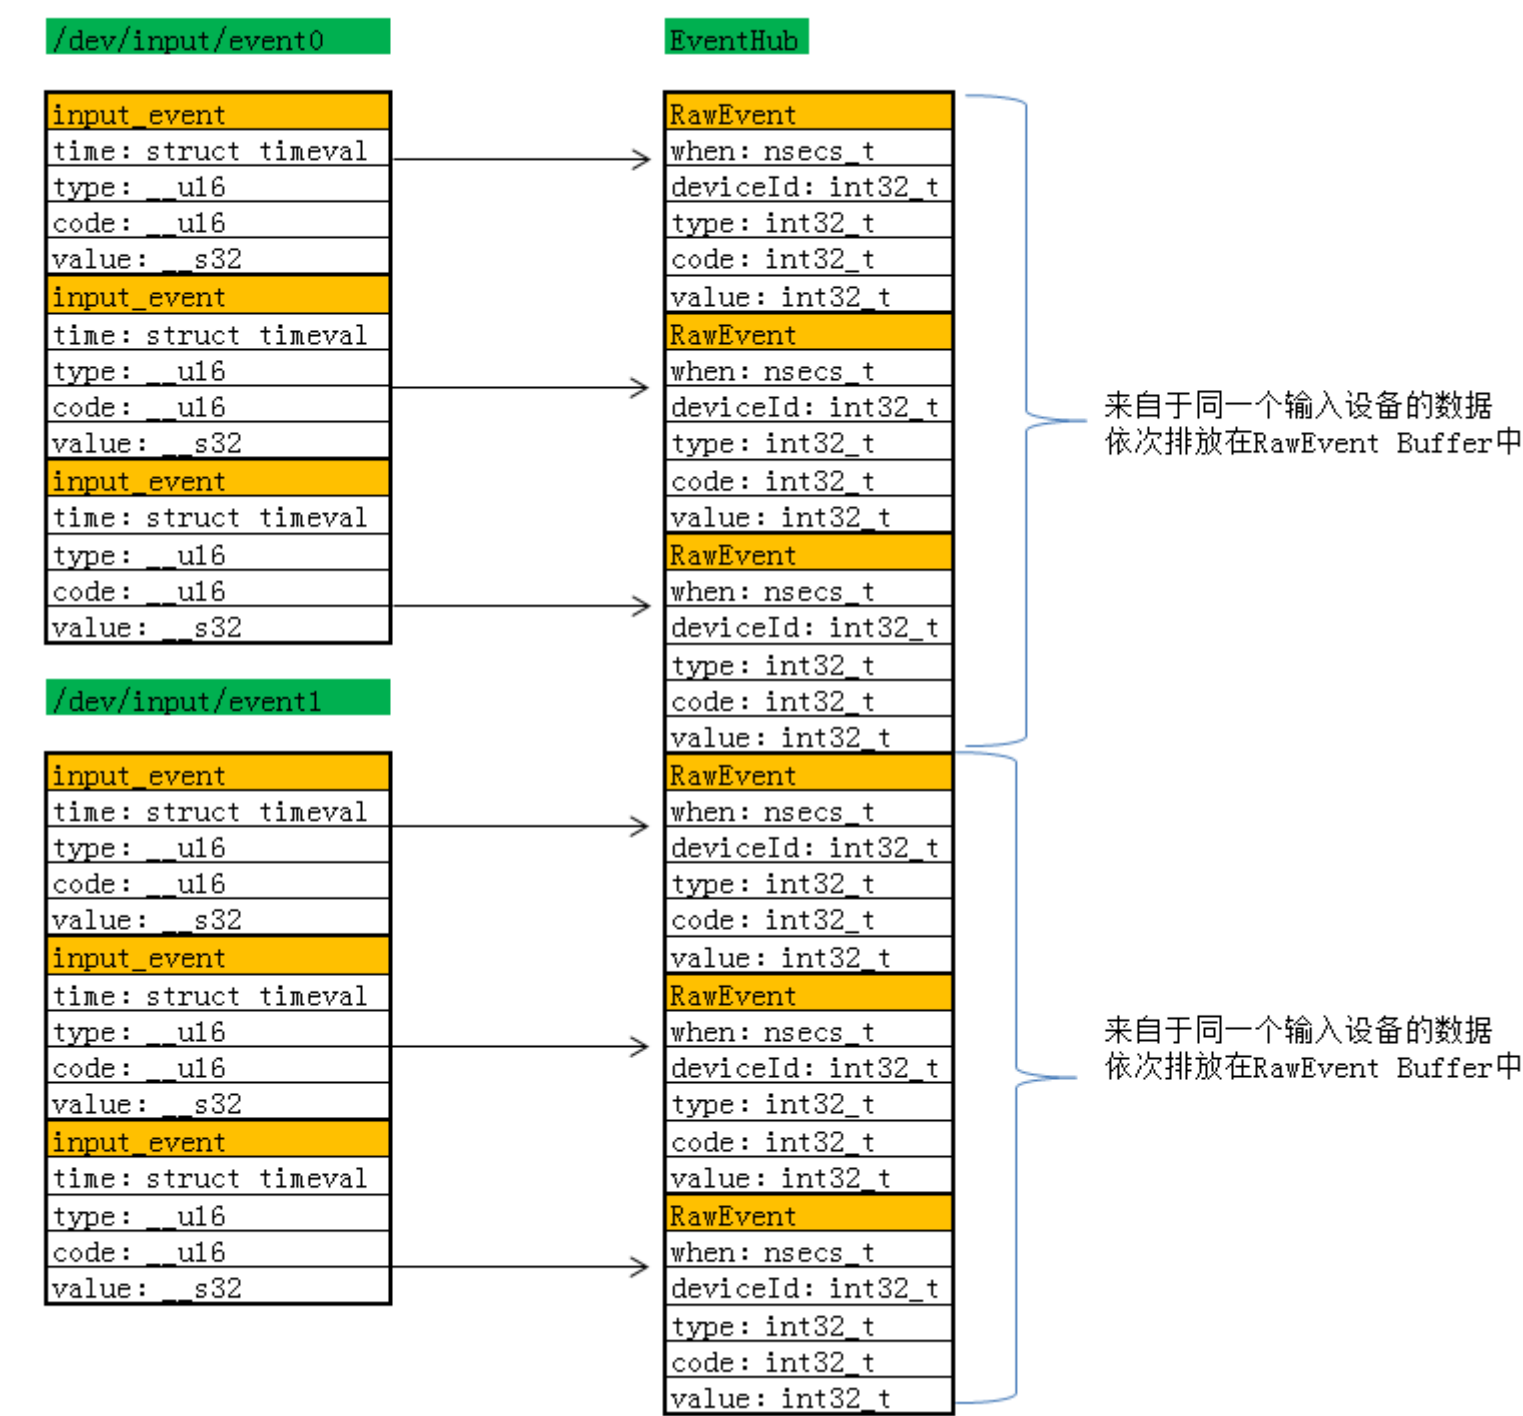 /dev/input/event0
input_event
time: struct timeval
type: __u16
code: __u16
value: __s32
input_event
time: struct timeval
type: __u16
code: __u16
value: __s32
input_event
time: struct timeval
type: __u16
code: __u16
value: __s32
/dev/input/event1
input_event
time: struct timeval
type: __u16
code: __u16
value: __s32
input_event
time: struct timeval
type: __u16
code: __u16
value: __s32
input_event
time: struct timeval
type: __u16
code: __u16
value: __s32
EventHub
RawEvent
when: nsecs_t
deviceId: int32_t
type: int32_t
code: int32_t
value: int32_t
RawEvent
when: nsecs_t
deviceId: int32_t
type: int32_t
code: int32_t
value: int32_t
RawEvent
when: nsecs_t
deviceId: int32_t
type: int32_t
code: int32_t
value: int32_t
RawEvent
when: nsecs_t
deviceId: int32_t
type: int32_t
code: int32_t
value: int32_t
RawEvent
when: nsecs_t
deviceId: int32_t
type: int32_t
code: int32_t
value: int32_t
RawEvent
when: nsecs_t
deviceId: int32_t
type: int32_t
code: int32_t
value: int32_t
来自于同一个输入设备的数据
依次排放在RawEvent Buffer中
来自于同一个输入设备的数据
依次排放在RawEvent Buffer中